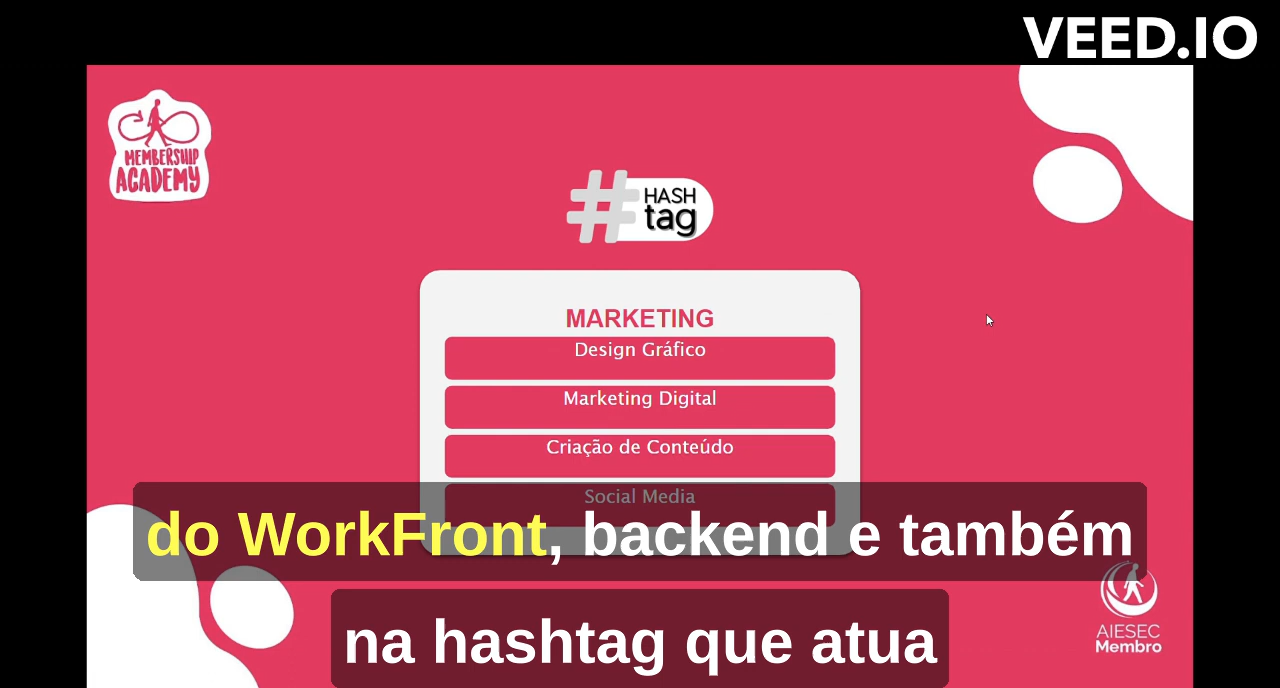 VEED.IO
MEMBERSHIP
ACADEMY
# HASH
tag
MARKETING
Design Gráfico
Marketing Digital
Criação de Conteúdo
Social Media
do WorkFront, backend e também
na hashtag que atua
AIESEC
Membro